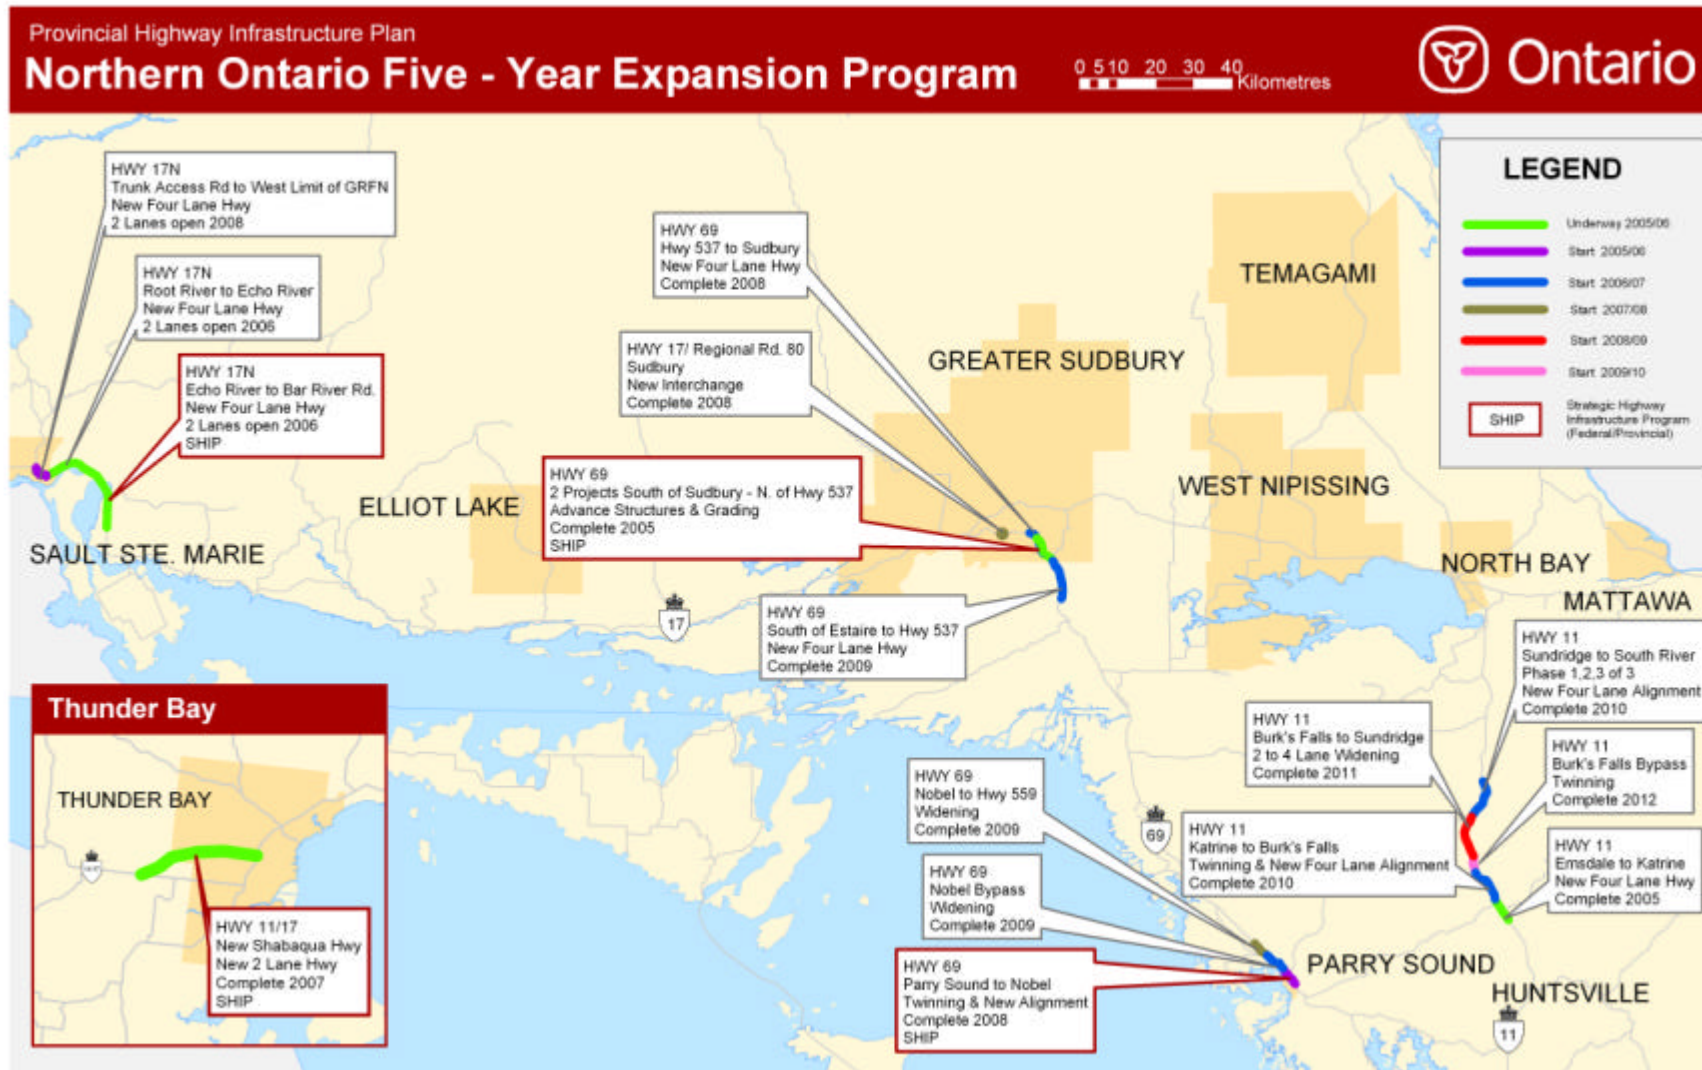 Provincial Highway Infrastructure Plan
Northern Ontario Five - Year Expansion Program
0 5 10 20 30 40
Kilometres
Ontario
LEGEND
Underway 2005/06
Start 2005/06
Start 2006/07
Start 2007/08
Start 2008/09
Start 2009/10
SHIP
Strategic Highway
Infrastructure Program
(Federal/Provincial)
HWY 17N
Trunk Access Rd to West Limit of GRFN
New Four Lane Hwy
2 Lanes open 2008
HWY 17N
Root River to Echo River
New Four Lane Hwy
2 Lanes open 2006
HWY 17N
Echo River to Bar River Rd.
New Four Lane Hwy
2 Lanes open 2006
SHIP
HWY 69
Hwy 537 to Sudbury
New Four Lane Hwy
Complete 2008
HWY 17/ Regional Rd. 80
Sudbury
New Interchange
Complete 2008
HWY 69
2 Projects South of Sudbury - N. of Hwy 537
Advance Structures & Grading
Complete 2005
SHIP
HWY 69
South of Estaire to Hwy 537
New Four Lane Hwy
Complete 2009
TEMAGAMI
GREATER SUDBURY
WEST NIPISSING
ELLIOT LAKE
SAULT STE. MARIE
NORTH BAY
MATTAWA
17
HWY 11
Sundridge to South River
Phase 1,2,3 of 3
New Four Lane Alignment
Complete 2010
HWY 11
Burk's Falls to Sundridge
2 to 4 Lane Widening
Complete 2011
HWY 11
Burk's Falls Bypass
Twinning
Complete 2012
HWY 11
Katrine to Burk's Falls
Twinning & New Four Lane Alignment
Complete 2010
HWY 11
Emsdale to Katrine
New Four Lane Hwy
Complete 2005
HWY 69
Nobel to Hwy 559
Widening
Complete 2009
HWY 69
Nobel Bypass
Widening
Complete 2009
HWY 69
Parry Sound to Nobel
Twinning & New Alignment
Complete 2008
SHIP
69
PARRY SOUND
HUNTSVILLE
11
Thunder Bay
THUNDER BAY
HWY 11/17
New Shabaqua Hwy
New 2 Lane Hwy
Complete 2007
SHIP